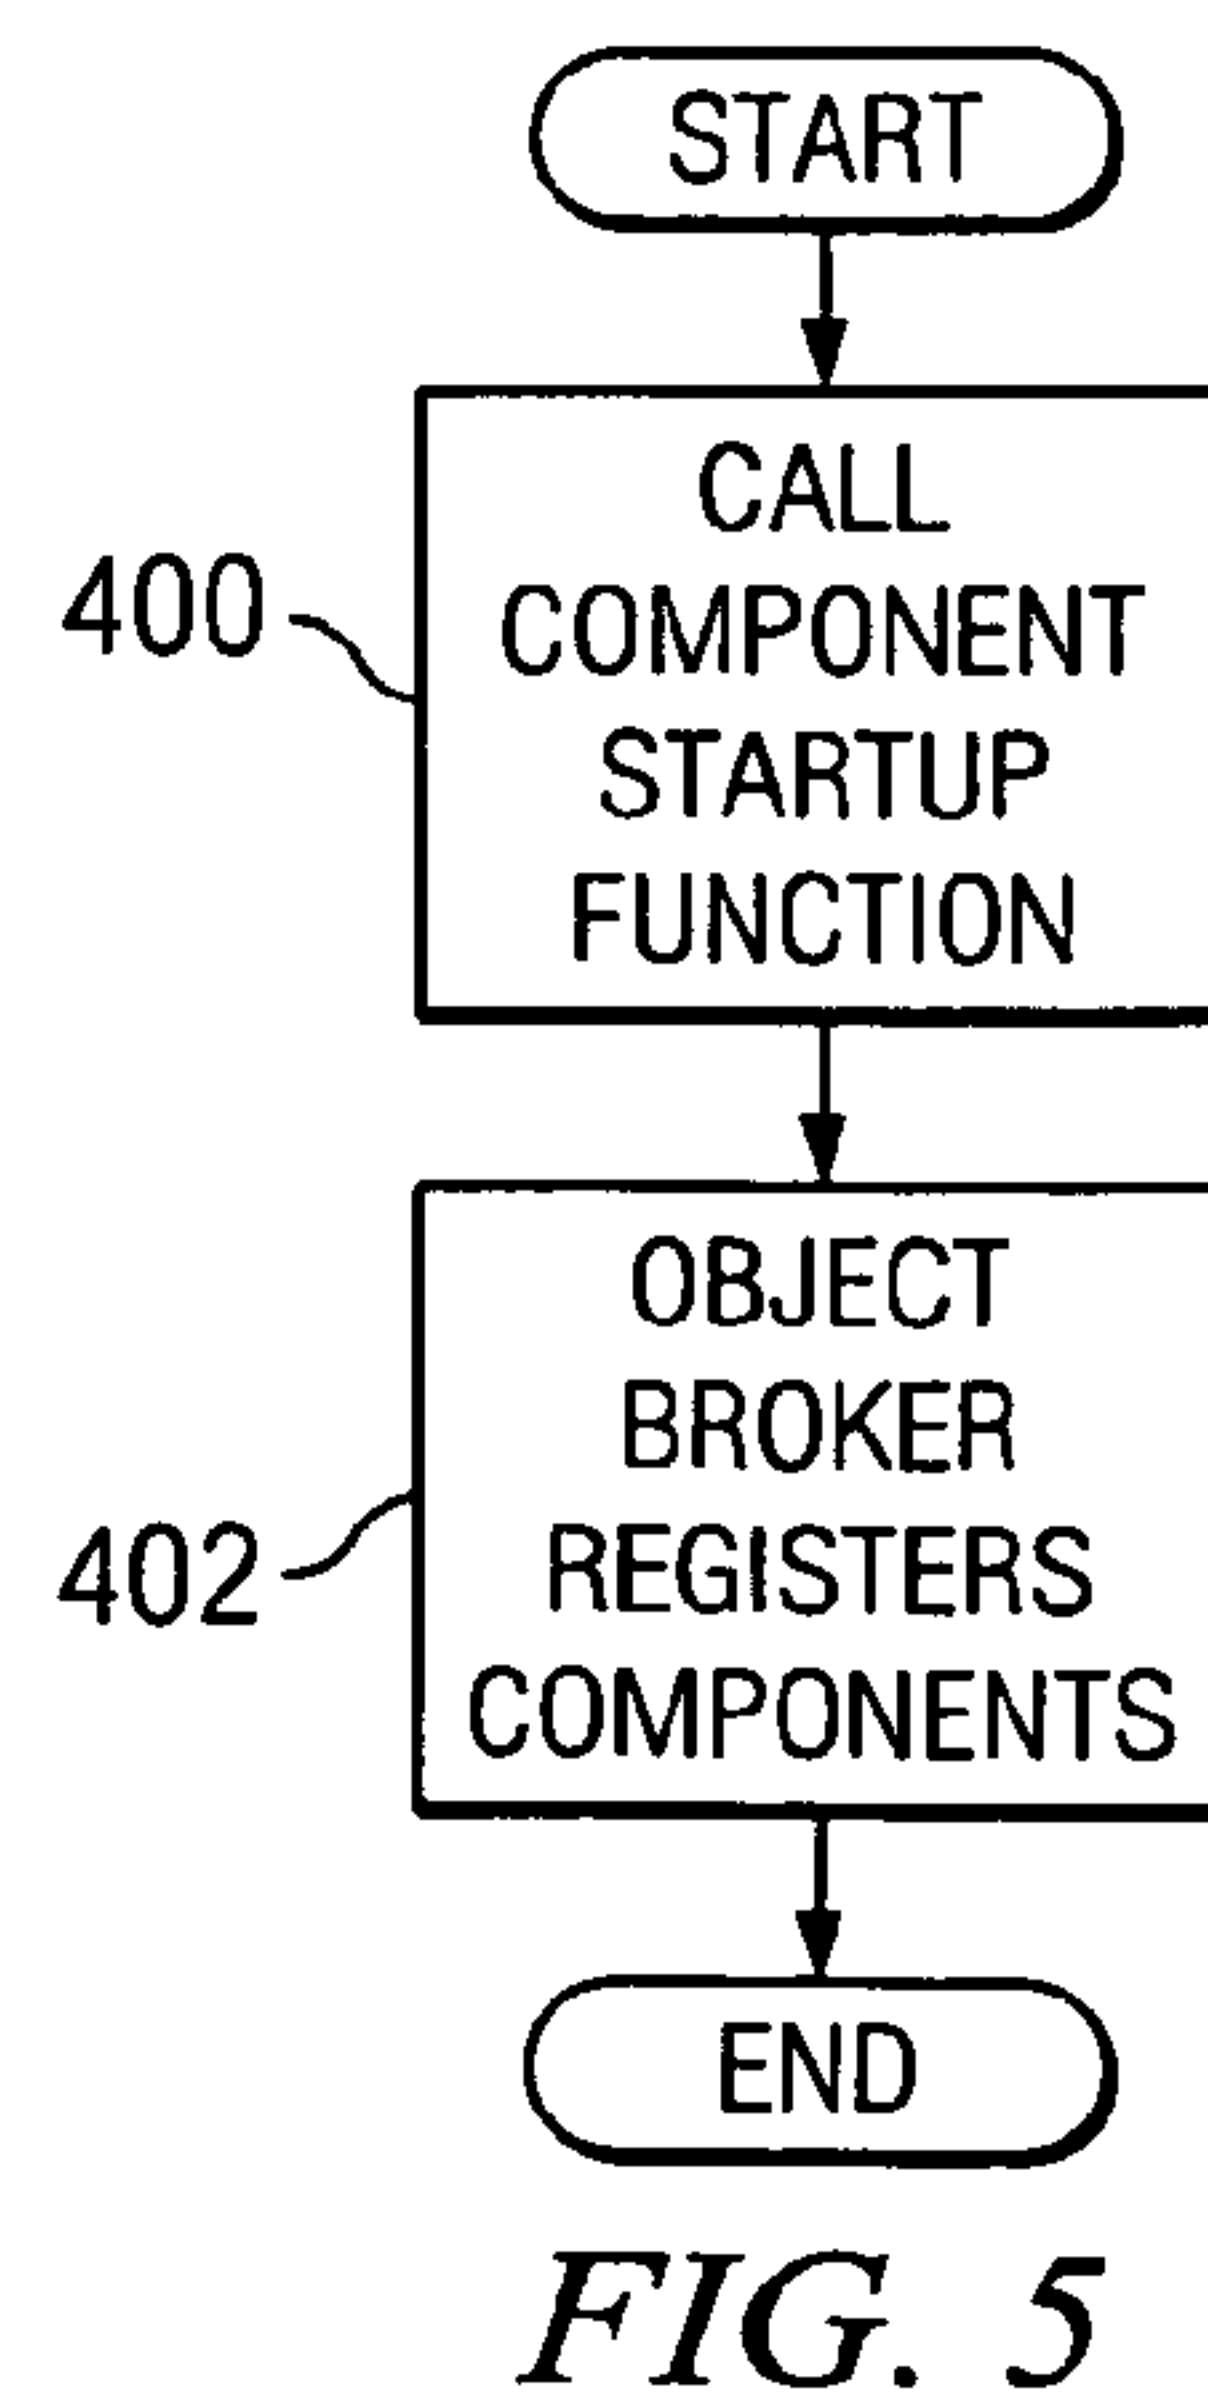 START
CALL
COMPONENT
STARTUP
FUNCTION
400
OBJECT
BROKER
REGISTERS
COMPONENTS
402
END
FIG. 5